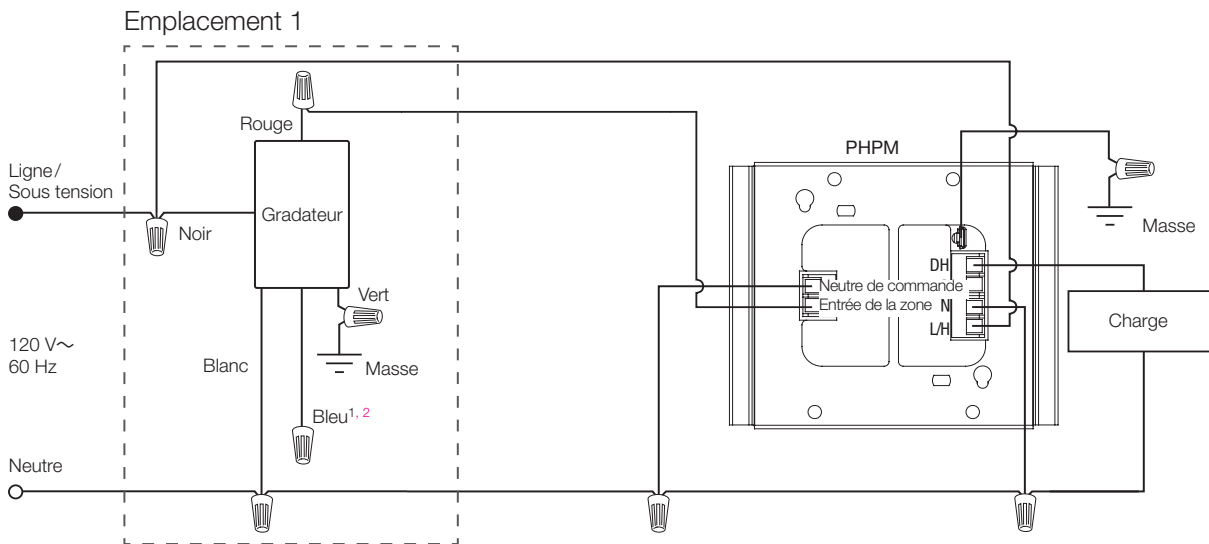 Emplacement 1
Rouge
PHPM
Ligne/
Sous tension
Gradateur
Noir
Masse
DH
Neutre de commande
Entrée de la zone N
L/H
Charge
Vert
120 V~
60 Hz
Blanc
Masse
Bleu1, 2
Neutre